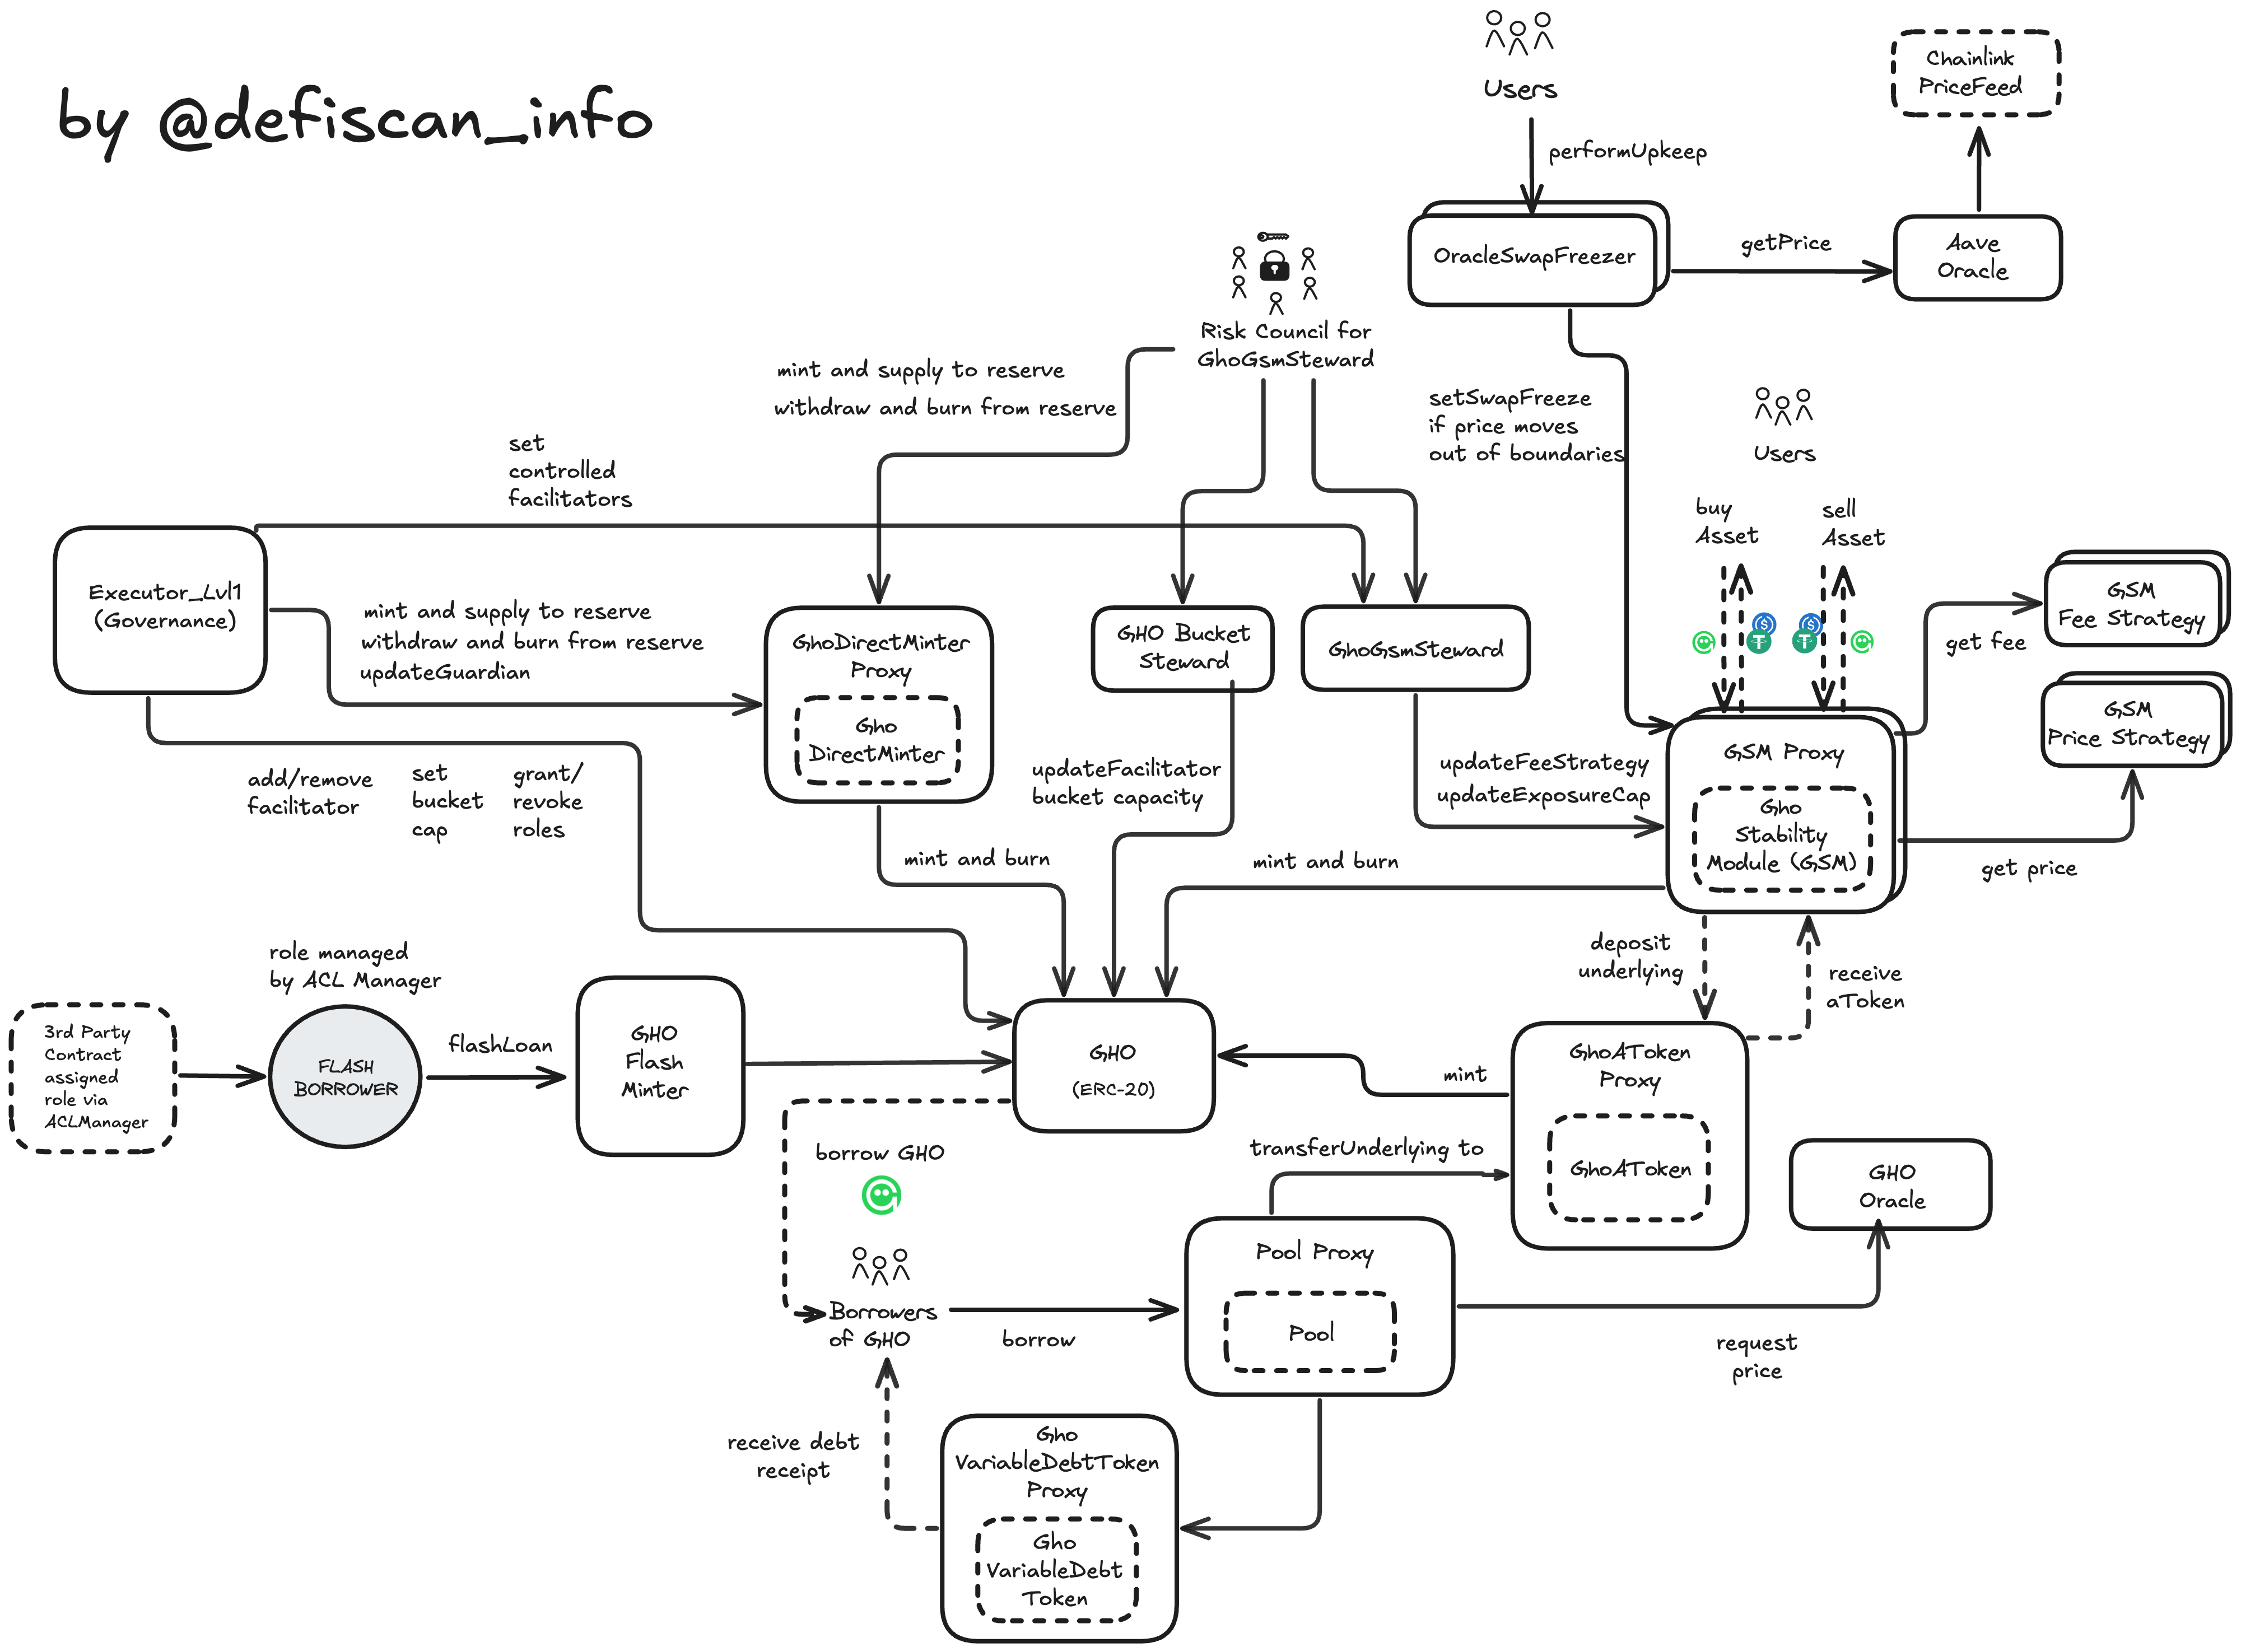 by @defiscan_info
Users
performUpkeep
Chainlink
PriceFeed
OracleSwapFreezer
getPrice
Aave
Oracle
Risk Council for
GhoGsmSteward
mint and supply to reserve
withdraw and burn from reserve
setSwapFreeze
if price moves
out of boundaries
Users
set
controlled
facilitators
buy
Asset
sell
Asset
Executor_Lvl1
(Governance)
mint and supply to reserve
withdraw and burn from reserve
updateGuardian
GhoDirectMinter
Proxy
Gho
DirectMinter
GHO Bucket
Steward
GhoGsmSteward
get fee
GSM
Fee Strategy
GSM
Price Strategy
add/remove
facilitator
set
bucket
cap
grant/
revoke
roles
updateFacilitator
bucket capacity
updateFeeStrategy
updateExposureCap
GSM Proxy
Gho
Stability
Module (GSM)
get price
mint and burn
mint and burn
role managed
by ACL Manager
deposit
underlying
receive
aToken
3rd Party
Contract
assigned
role via
ACLManager
FLASH
BORROWER
flashLoan
GHO
Flash
Minter
GHO
(ERC-20)
mint
GhoAToken
Proxy
GhoAToken
borrow GHO
transferUnderlying to
GHO
Oracle
Borrowers
of GHO
borrow
Pool Proxy
Pool
request
price
receive debt
receipt
Gho
VariableDebtToken
Proxy
Gho
VariableDebt
Token